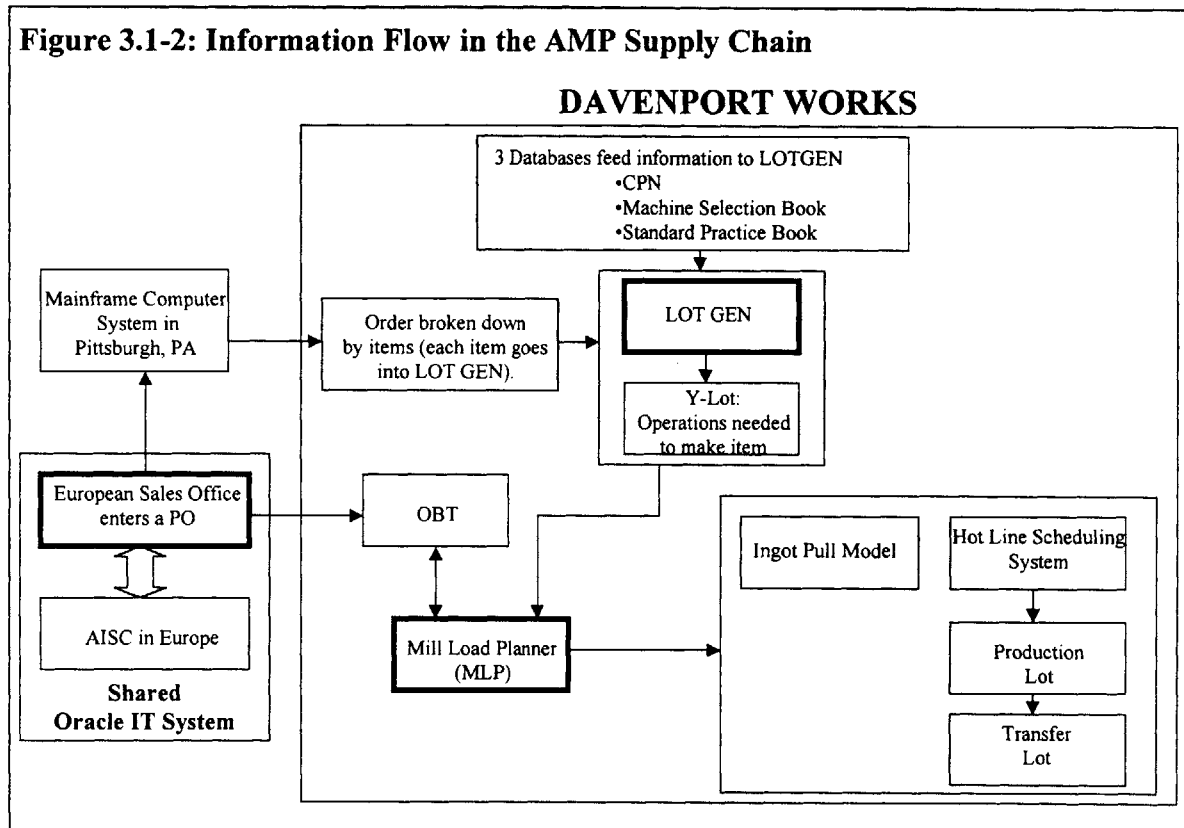 Figure 3.1-2: Information Flow in the AMP Supply Chain
DAVENPORT WORKS
3 Databases feed information to LOTGEN
•CPN
•Machine Selection Book
•Standard Practice Book
Mainframe Computer
System in
Pittsburgh, PA
Order broken down
by items (each item goes
into LOT GEN).
LOT GEN
Y-Lot:
Operations needed
to make item
European Sales Office
enters a PO
AISC in Europe
Shared
Oracle IT System
OBT
Mill Load Planner
(MLP)
Ingot Pull Model
Hot Line Scheduling
System
Production
Lot
Transfer
Lot